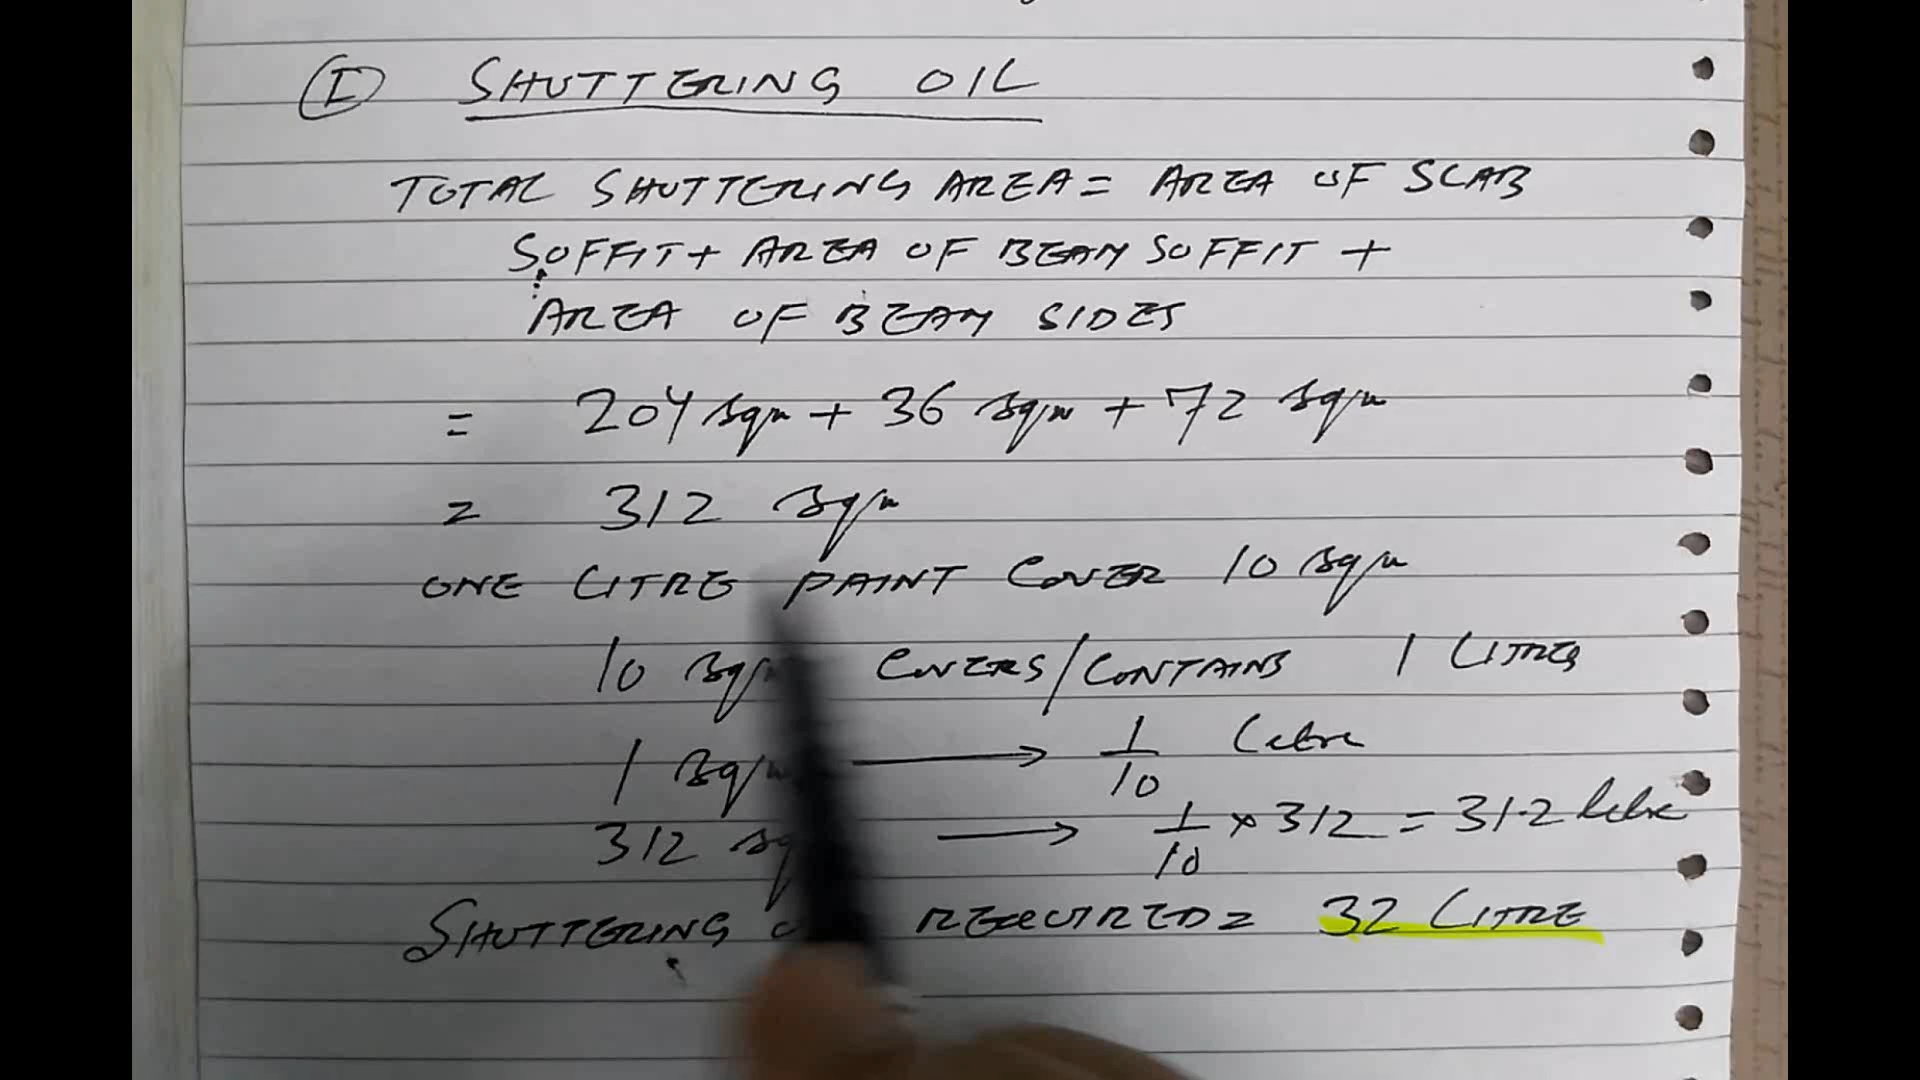 I SHUTTERING OIL
TOTAL SHUTTERING AREA = AREA OF SLAB
SOFFIT + AREA OF BEAM SOFFIT +
AREA OF BEAM SIDES
= 204 sqm + 36 sqm + 72 sqm
= 312 sqm
ONE LITRE PAINT COVER 10 sqm
10 sqm COVERS/CONTAINS 1 LITRES
1 sqm → 1/10 litre
312 → 1/10 × 312 = 31.2 litre
SHUTTERING REQUIRED = 32 LITRE